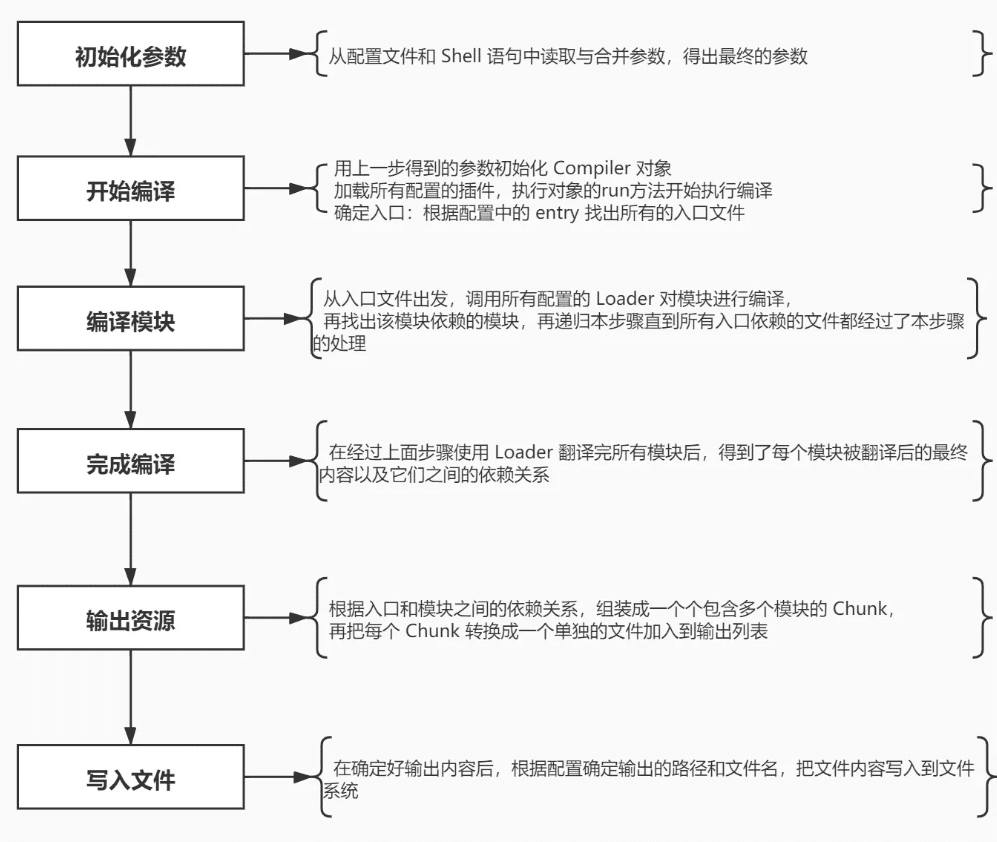 初始化参数
从配置文件和 Shell 语句中读取与合并参数，得出最终的参数
开始编译
用上一步得到的参数初始化 Compiler 对象
加载所有配置的插件，执行对象的run方法开始执行编译
确定入口：根据配置中的 entry 找出所有的入口文件
编译模块
从入口文件出发，调用所有配置的 Loader 对模块进行编译，
再找出该模块依赖的模块，再递归本步骤直到所有入口依赖的文件都经过了本步骤
的处理
完成编译
在经过上面步骤使用 Loader 翻译完所有模块后，得到了每个模块被翻译后的最终
内容以及它们之间的依赖关系
输出资源
根据入口和模块之间的依赖关系，组装成一个个包含多个模块的 Chunk，
再把每个 Chunk 转换成一个单独的文件加入到输出列表
写入文件
在确定好输出内容后，根据配置确定输出的路径和文件名，把文件内容写入到文件
系统